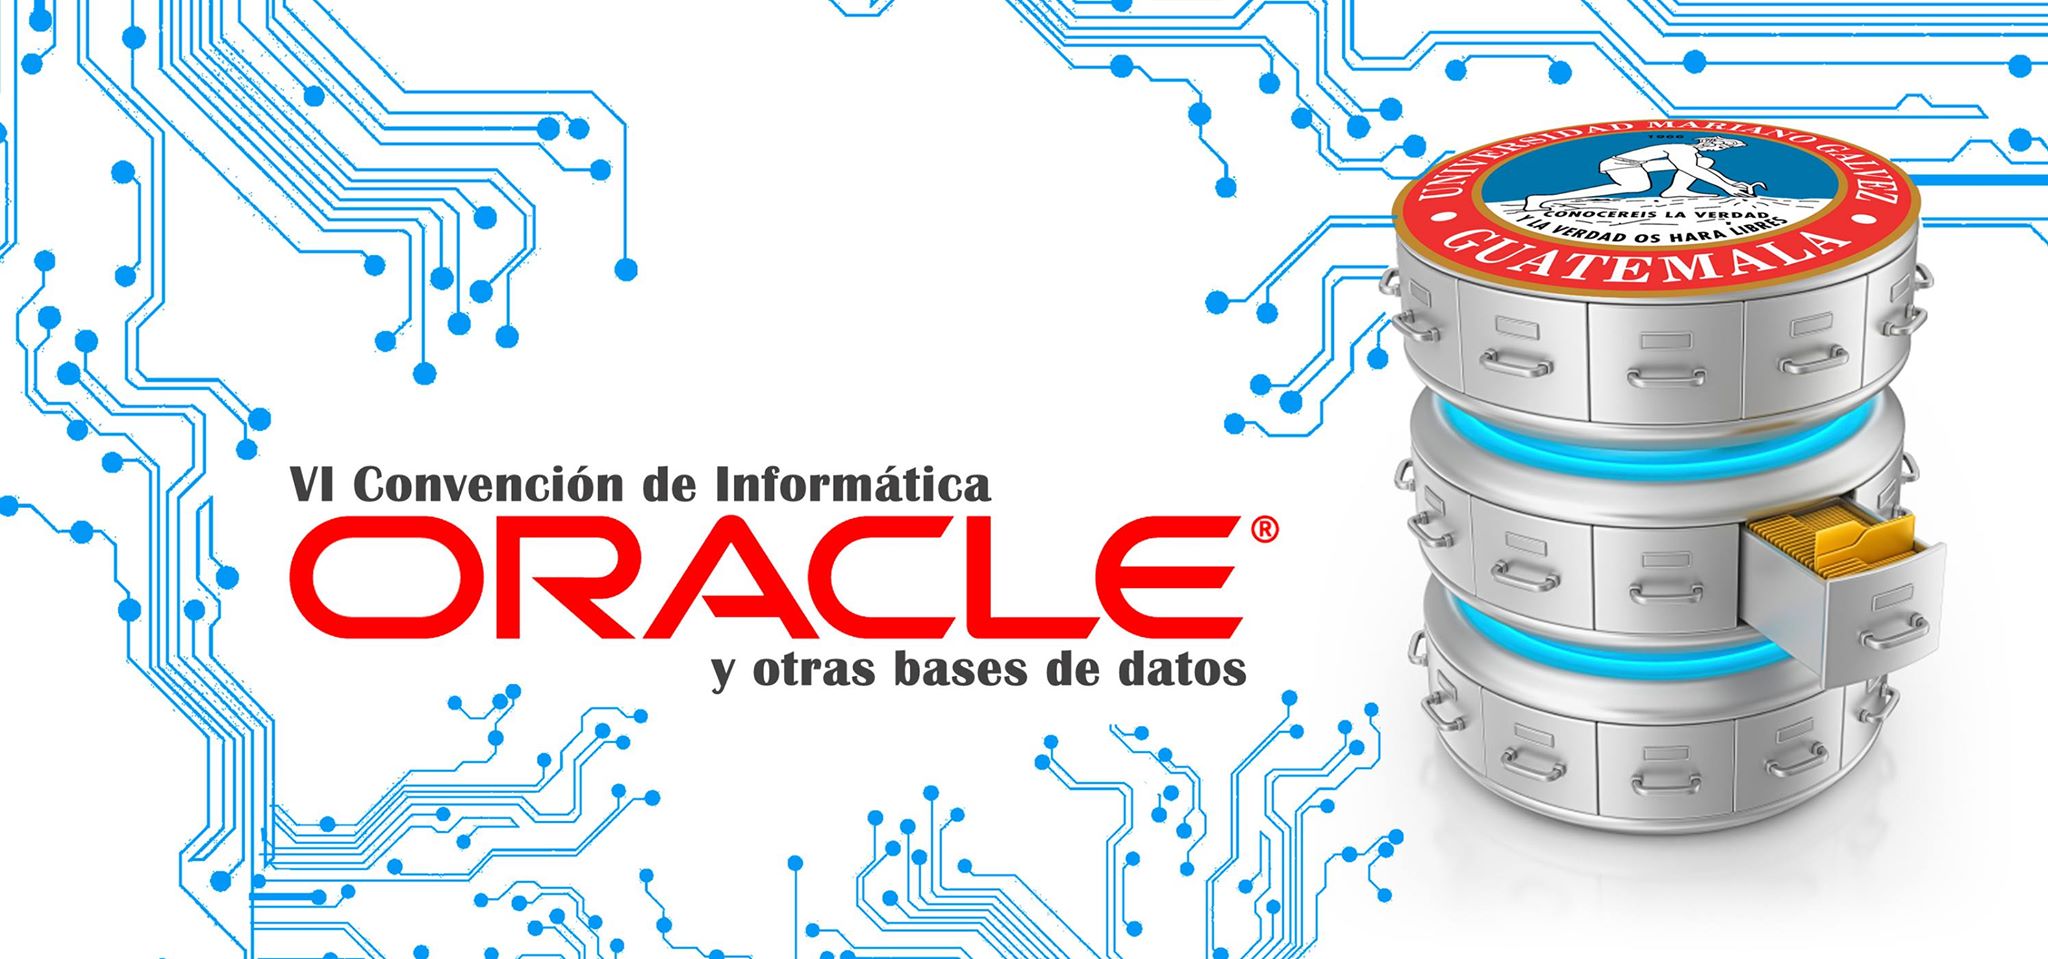 VI Convención de Informática
ORACLE®
y otras bases de datos
UNIVERSIDAD MARIANO GALVEZ
1966
CONOCEREIS LA VERDAD
Y LA VERDAD OS HARA LIBRES
GUATEMALA